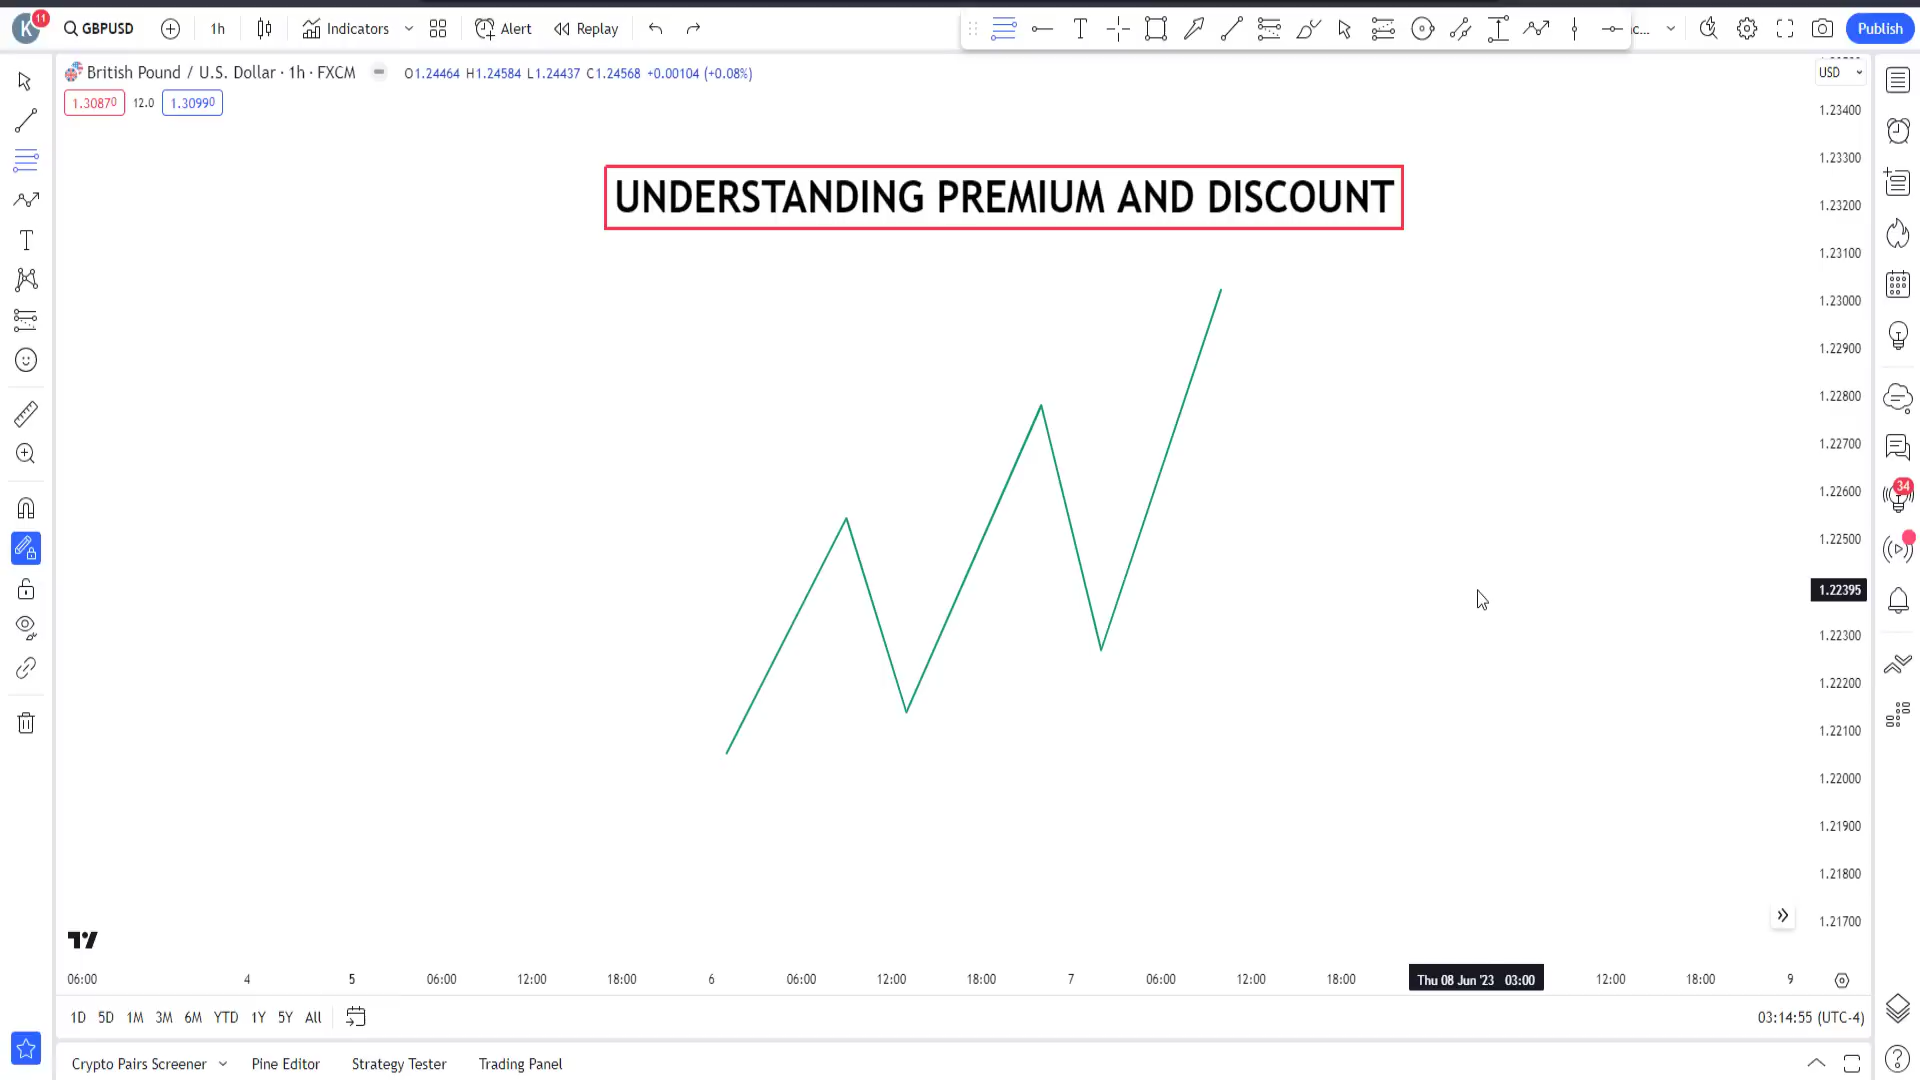 K 11 GBPUSD 1h Indicators Alert Replay c... Publish
British Pound / U.S. Dollar · 1h · FXCM O1.24464 H1.24584 L1.24437 C1.24568 +0.00104 (+0.08%) USD
1.30870 12.0 1.30990
1.23400
1.23300
UNDERSTANDING PREMIUM AND DISCOUNT
1.23200
1.23100
1.23000
1.22900
1.22800
1.22700
34
1.22600
1.22500
1.22395
1.22300
1.22200
1.22100
1.22000
1.21900
1.21800
1.21700
06:00 4 5 06:00 12:00 18:00 6 06:00 12:00 18:00 7 06:00 12:00 18:00 Thu 08 Jun '23 03:00 12:00 18:00 9
1D 5D 1M 3M 6M YTD 1Y 5Y All 03:14:55 (UTC-4)
Crypto Pairs Screener Pine Editor Strategy Tester Trading Panel